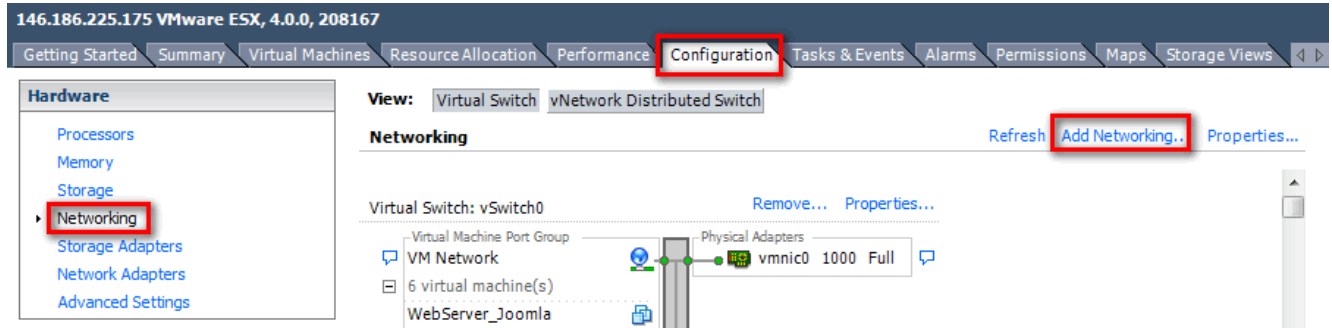 146.186.225.175 VMware ESX, 4.0.0, 208167
Getting Started Summary Virtual Machines Resource Allocation Performance Configuration Tasks & Events Alarms Permissions Maps Storage Views
Hardware
Processors
Memory
Storage
Networking
Storage Adapters
Network Adapters
Advanced Settings
View: Virtual Switch vNetwork Distributed Switch
Networking Refresh Add Networking.. Properties...
Virtual Switch: vSwitch0 Remove... Properties...
Virtual Machine Port Group Physical Adapters
VM Network vmnic0 1000 Full
6 virtual machine(s)
WebServer_Joomla